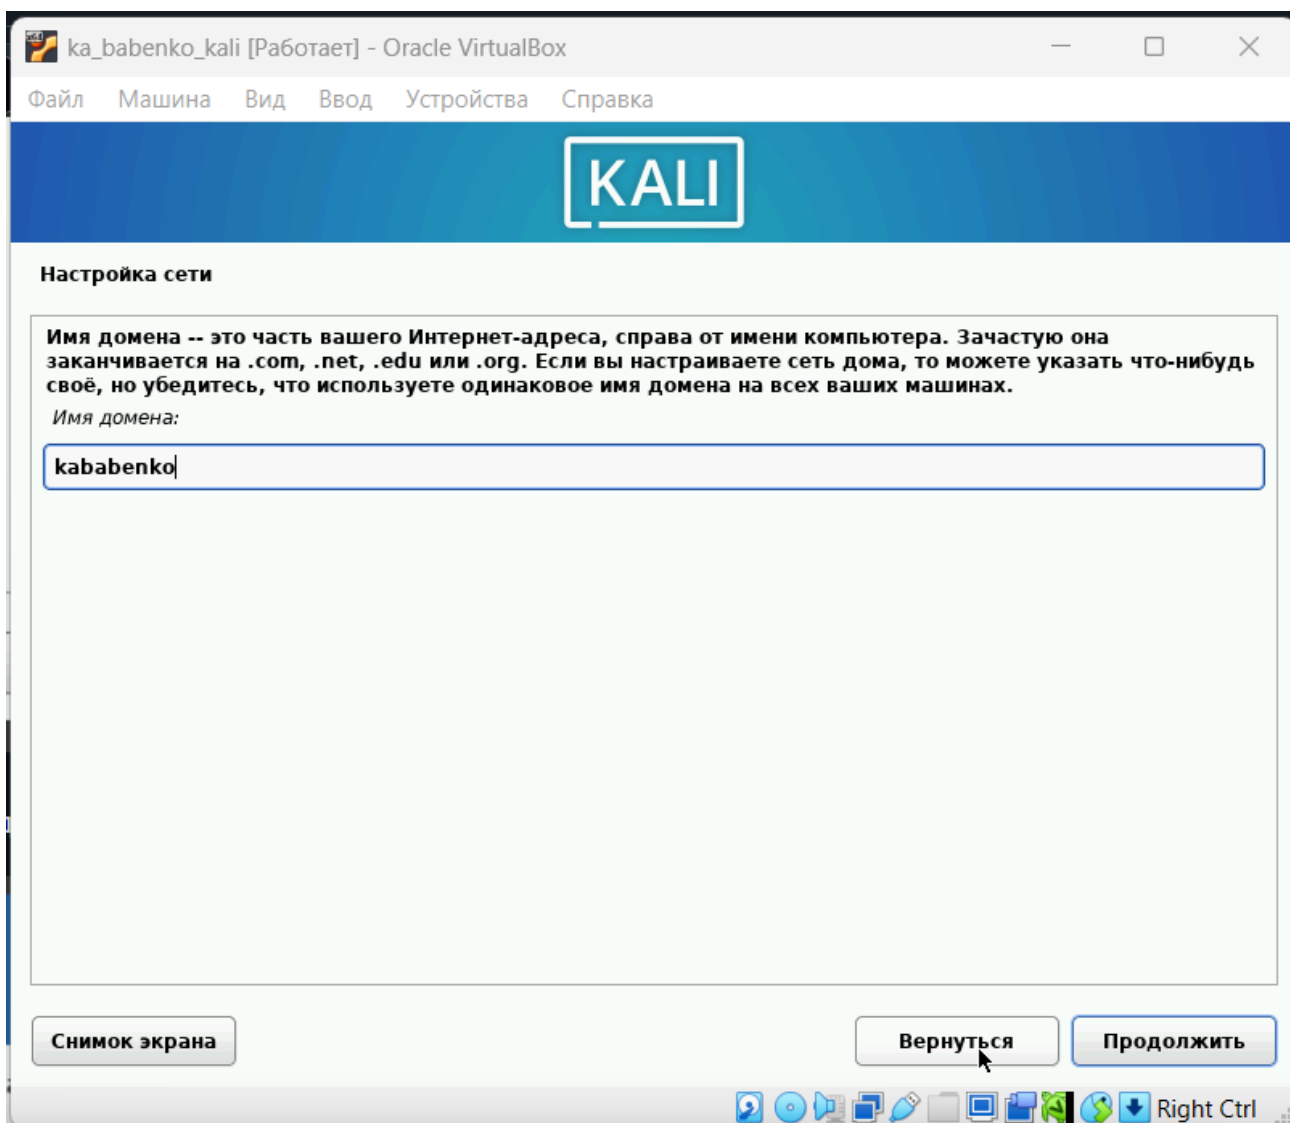 ka_babenko_kali [Работает] - Oracle VirtualBox
Файл Машина Вид Ввод Устройства Справка
KALI
Настройка сети
Имя домена -- это часть вашего Интернет-адреса, справа от имени компьютера. Зачастую она
заканчивается на .com, .net, .edu или .org. Если вы настраиваете сеть дома, то можете указать что-нибудь
своё, но убедитесь, что используете одинаковое имя домена на всех ваших машинах.
Имя домена:
kababenko
Снимок экрана Вернуться Продолжить
Right Ctrl